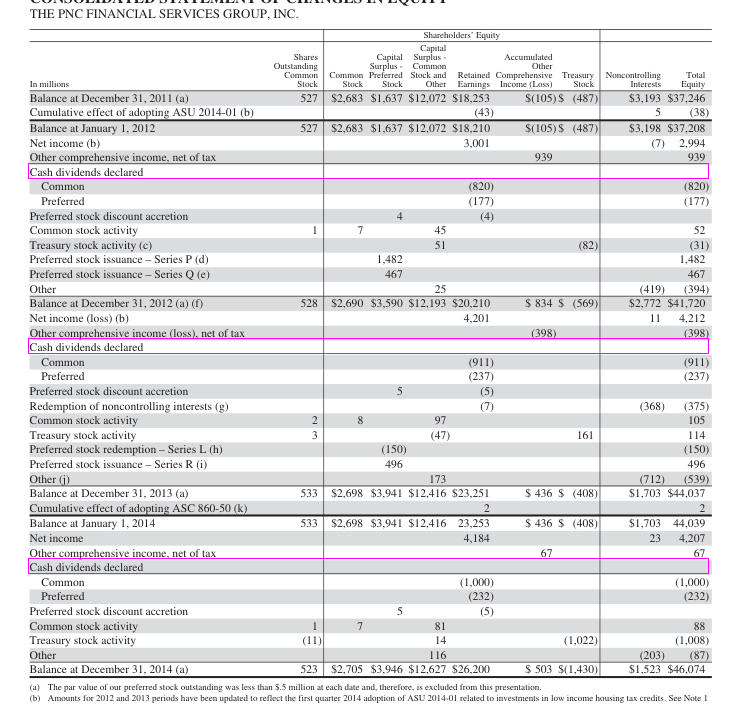 CONSOLIDATED STATEMENT OF CHANGES IN EQUITY
THE PNC FINANCIAL SERVICES GROUP, INC.
Shareholders' Equity
In millions Shares Outstanding Common Stock Common Stock Capital Surplus - Preferred Stock Capital Surplus - Common Stock and Other Retained Earnings Accumulated Other Comprehensive Income (Loss) Treasury Stock Noncontrolling Interests Total Equity
Balance at December 31, 2011 (a) 527 $2,683 $1,637 $12,072 $18,253 $(105) $ (487) $3,193 $37,246
Cumulative effect of adopting ASU 2014-01 (b) (43) 5 (38)
Balance at January 1, 2012 527 $2,683 $1,637 $12,072 $18,210 $(105) $ (487) $3,198 $37,208
Net income (b) 3,001 (7) 2,994
Other comprehensive income, net of tax 939 939
Cash dividends declared
Common (820) (820)
Preferred (177) (177)
Preferred stock discount accretion 4 (4)
Common stock activity 1 7 45 52
Treasury stock activity (c) 51 (82) (31)
Preferred stock issuance – Series P (d) 1,482 1,482
Preferred stock issuance – Series Q (e) 467 467
Other 25 (419) (394)
Balance at December 31, 2012 (a) (f) 528 $2,690 $3,590 $12,193 $20,210 $ 834 $ (569) $2,772 $41,720
Net income (loss) (b) 4,201 11 4,212
Other comprehensive income (loss), net of tax (398) (398)
Cash dividends declared
Common (911) (911)
Preferred (237) (237)
Preferred stock discount accretion 5 (5)
Redemption of noncontrolling interests (g) (7) (368) (375)
Common stock activity 2 8 97 105
Treasury stock activity 3 (47) 161 114
Preferred stock redemption – Series L (h) (150) (150)
Preferred stock issuance – Series R (i) 496 496
Other (j) 173 (712) (539)
Balance at December 31, 2013 (a) 533 $2,698 $3,941 $12,416 $23,251 $ 436 $ (408) $1,703 $44,037
Cumulative effect of adopting ASC 860-50 (k) 2 2
Balance at January 1, 2014 533 $2,698 $3,941 $12,416 23,253 $ 436 $ (408) $1,703 44,039
Net income 4,184 23 4,207
Other comprehensive income, net of tax 67 67
Cash dividends declared
Common (1,000) (1,000)
Preferred (232) (232)
Preferred stock discount accretion 5 (5)
Common stock activity 1 7 81 88
Treasury stock activity (11) 14 (1,022) (1,008)
Other 116 (203) (87)
Balance at December 31, 2014 (a) 523 $2,705 $3,946 $12,627 $26,200 $ 503 $(1,430) $1,523 $46,074
(a) The par value of our preferred stock outstanding was less than $.5 million at each date and, therefore, is excluded from this presentation.
(b) Amounts for 2012 and 2013 periods have been updated to reflect the first quarter 2014 adoption of ASU 2014-01 related to investments in low income housing tax credits. See Note 1